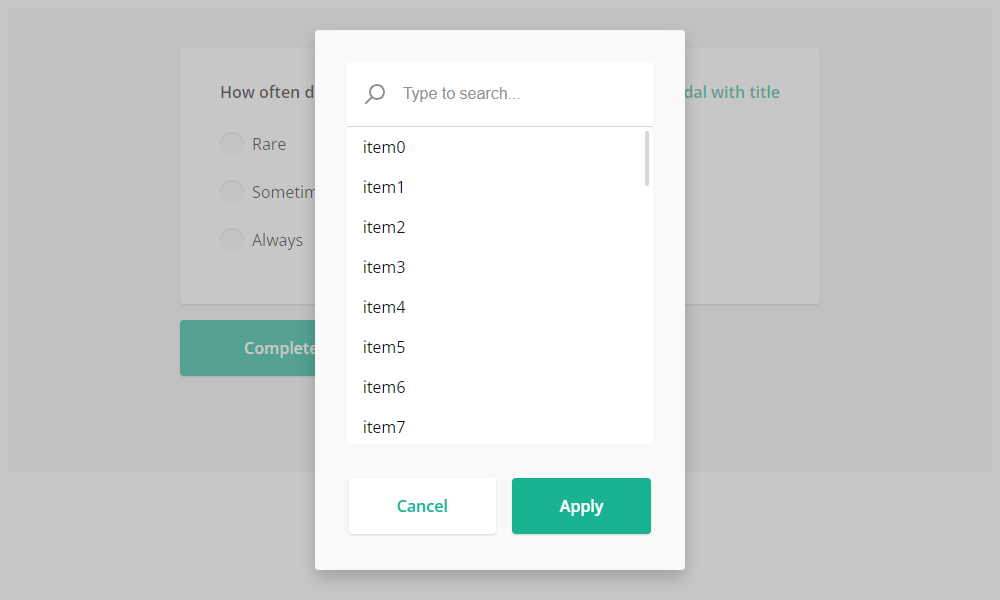 How often d
dal with title
Rare
Sometim
Always
Complete
Type to search...
item0
item1
item2
item3
item4
item5
item6
item7
Cancel
Apply